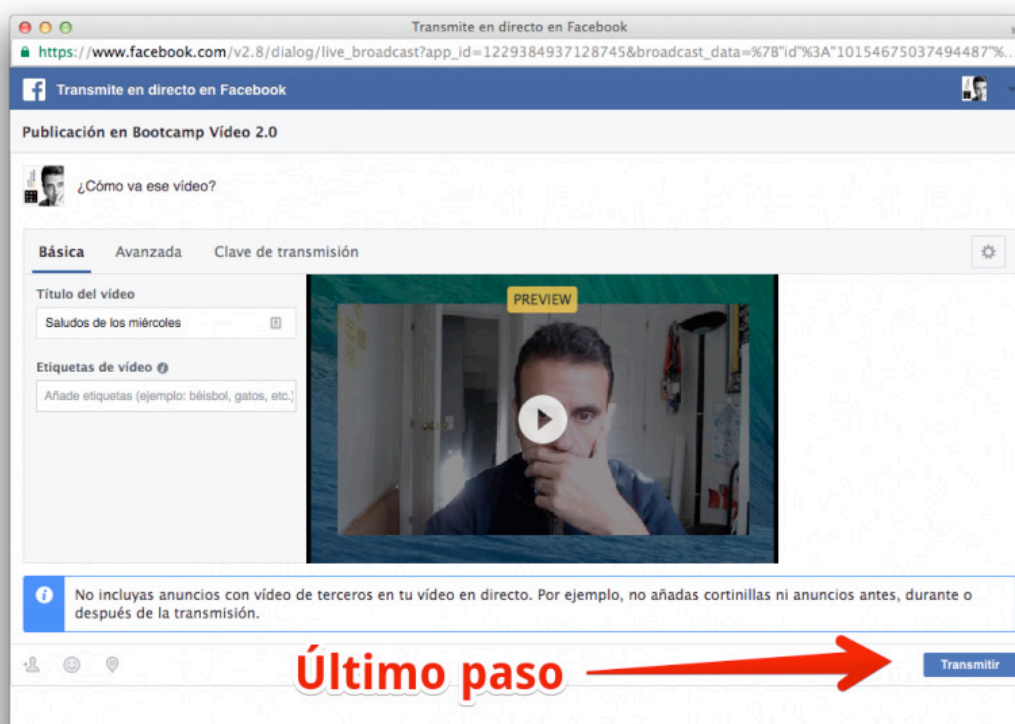 Transmite en directo en Facebook
https://www.facebook.com/v2.8/dialog/live_broadcast?app_id=1229384937128745&broadcast_data=%7B"id"%3A"10154675037494487"%...
f Transmite en directo en Facebook
Publicación en Bootcamp Vídeo 2.0
¿Cómo va ese vídeo?
Básica Avanzada Clave de transmisión
Título del vídeo
PREVIEW
Saludos de los miércoles
Etiquetas de vídeo
Añade etiquetas (ejemplo: béisbol, gatos, etc.)
No incluyas anuncios con vídeo de terceros en tu vídeo en directo. Por ejemplo, no añadas cortinillas ni anuncios antes, durante o
después de la transmisión.
Último paso
Transmitir